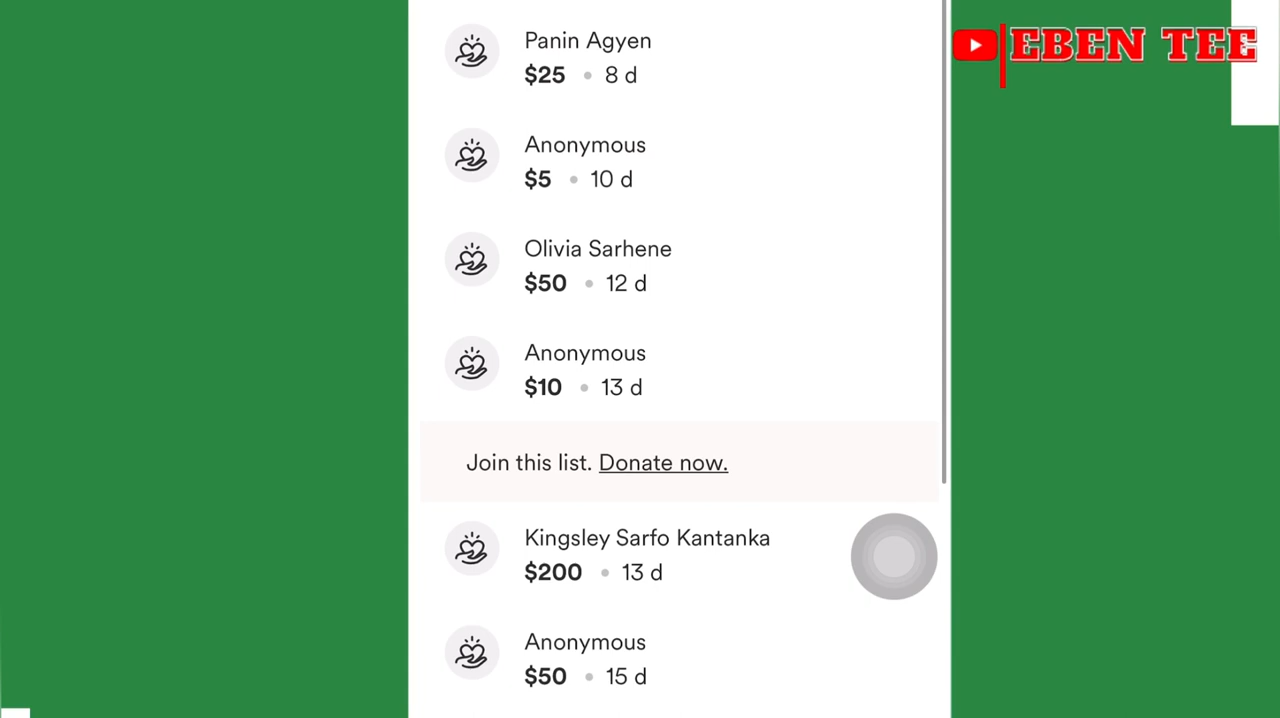 EBEN TEE
Panin Agyen
$25 • 8 d
Anonymous
$5 • 10 d
Olivia Sarhene
$50 • 12 d
Anonymous
$10 • 13 d
Join this list. Donate now.
Kingsley Sarfo Kantanka
$200 • 13 d
Anonymous
$50 • 15 d